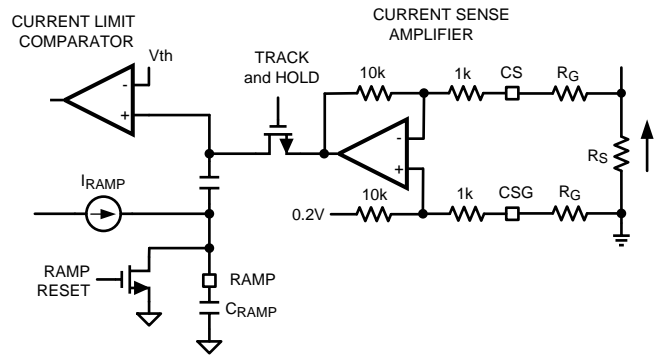 CURRENT LIMIT
COMPARATOR
CURRENT SENSE
AMPLIFIER
Vth
TRACK
and HOLD
10k
1k
CS
RG
-
+
-
+
RS
IRAMP
0.2V
10k
1k
CSG
RG
RAMP
RESET
RAMP
CRAMP